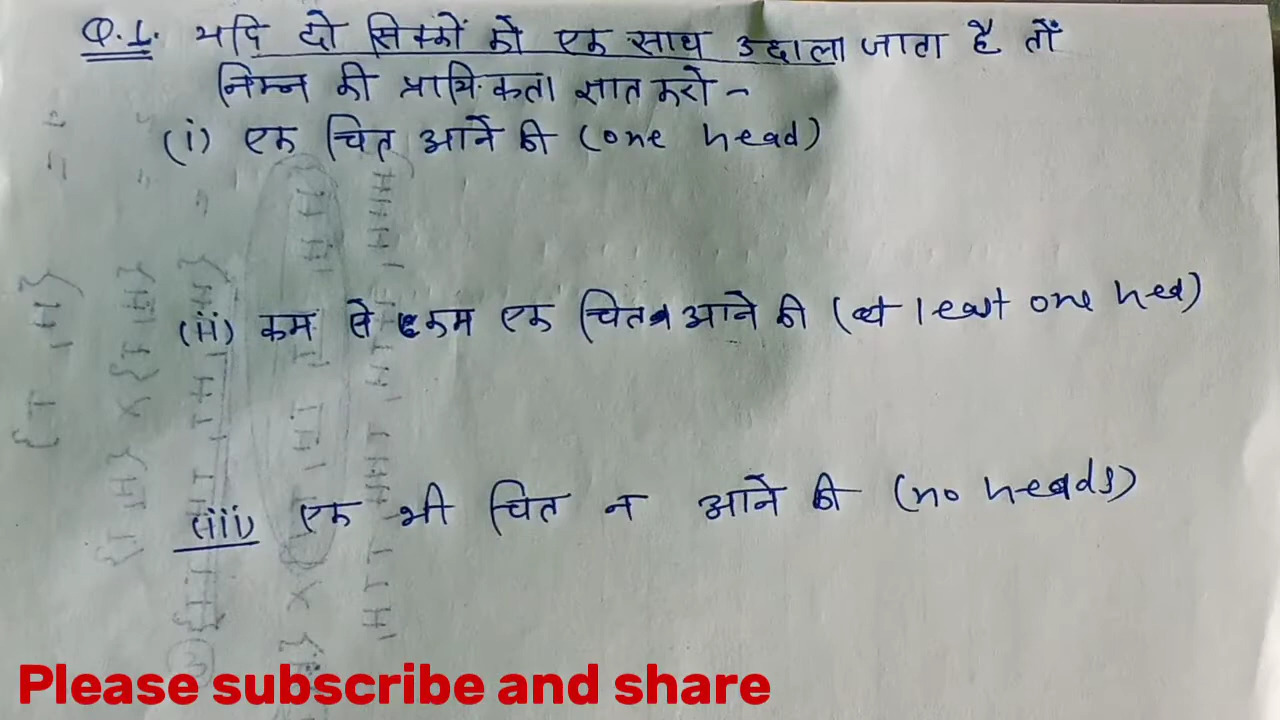 Q.1. यदि दो सिक्कों को एक साथ उछाला जाता है तों
निम्न की प्रायिकता ज्ञात करो -
(i) एक चित आने की (one head)
(ii) कम से कम एक चित आने की (at least one hed)
(iii) एक भी चित न आने की (no heads)
Please subscribe and share